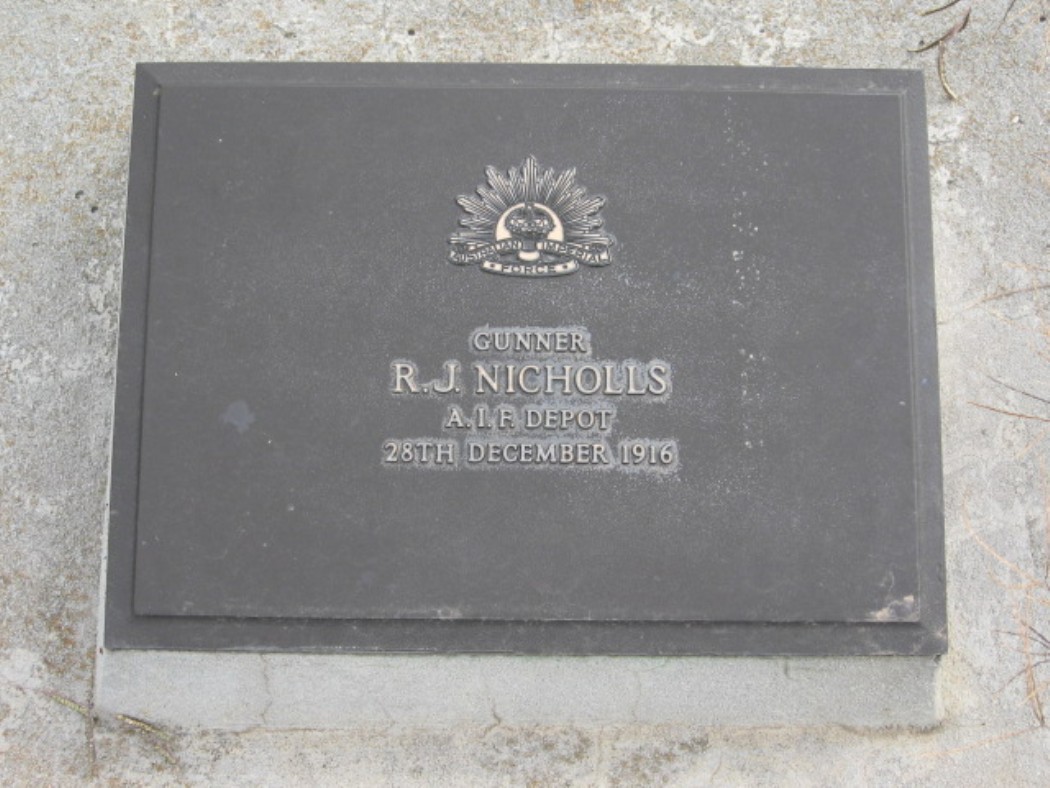 AUSTRALIAN IMPERIAL
FORCE
GUNNER
R.J. NICHOLLS
A.I.F. DEPOT
28TH DECEMBER 1916